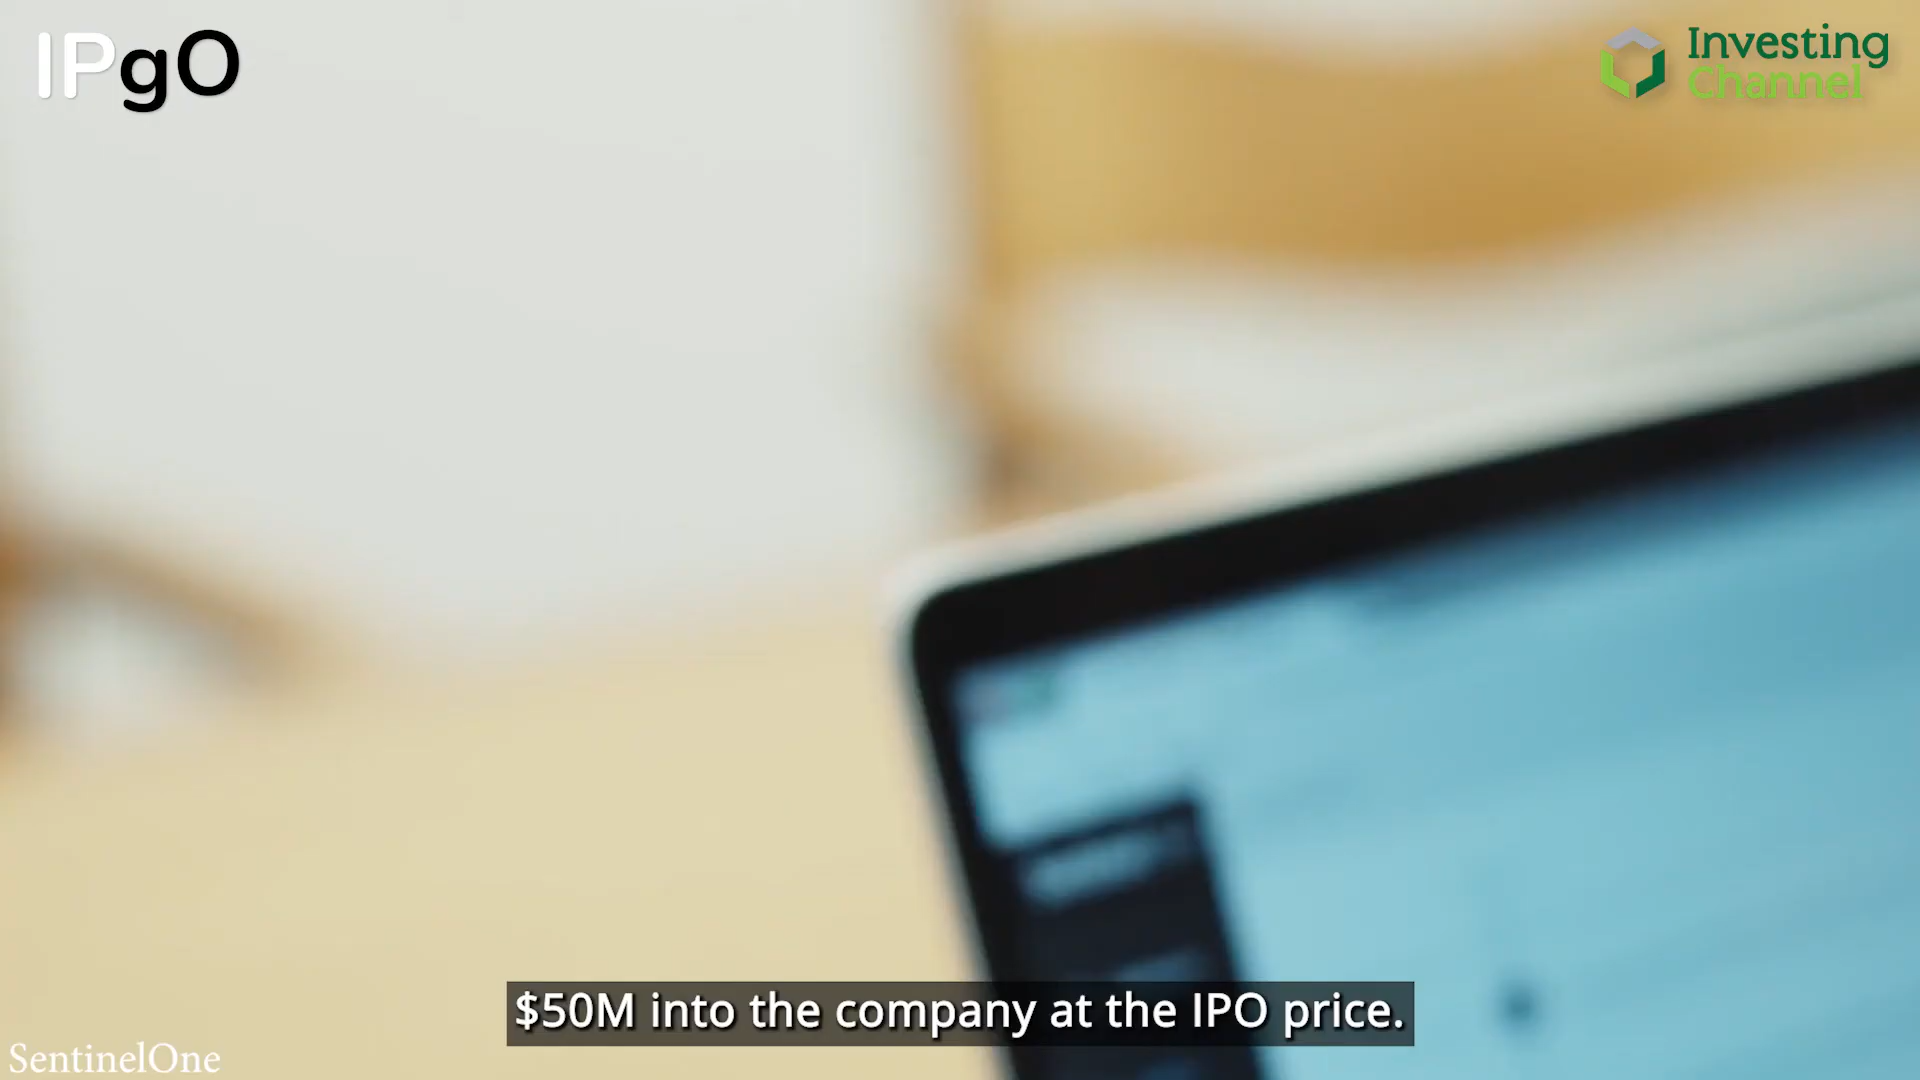 IPgO
Investing
Channel
$50M into the company at the IPO price.
SentinelOne